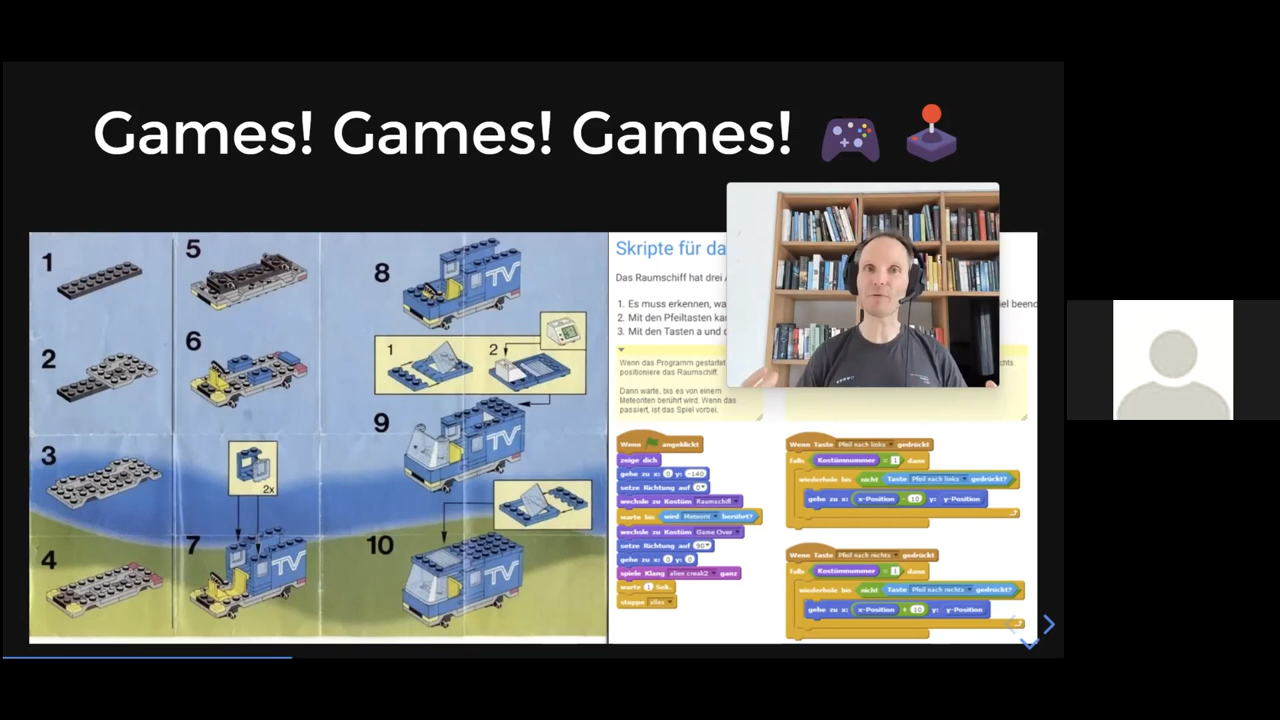 Games! Games! Games!
1
2
3
4
5
6
2x
7
TV
8
TV
1
2
9
TV
10
TV
Skripte für da
Das Raumschiff hat drei
1. Es muss erkennen, wa
el beend
2. Mit den Pfeiltasten ka
3. Mit den Tasten a und d
Wenn das Programm gestartet
positioniere das Raumschiff.
Dann warte, bis es von einem
Meteoriten berührt wird. Wenn das
passiert, ist das Spiel vorbei.
chts.
Wenn angeklickt
zeige dich
gehe zu x: 0 y: -140
setze Richtung auf 0
wechsle zu Kostüm Raumschiff
warte bis wird Meteorit berührt?
wechsle zu Kostüm Game Over
setze Richtung auf 90
gehe zu x: 0 y: 0
spiele Klang alien creak2 ganz
warte 1 Sek.
stoppe alles
Wenn Taste Pfeil nach links gedrückt
falls Kostümnummer = 1 dann
wiederhole bis nicht Taste Pfeil nach links gedrückt?
gehe zu x: x-Position - 10 y: y-Position
Wenn Taste Pfeil nach rechts gedrückt
falls Kostümnummer = 1 dann
wiederhole bis nicht Taste Pfeil nach rechts gedrückt?
gehe zu x: x-Position + 10 y: y-Position